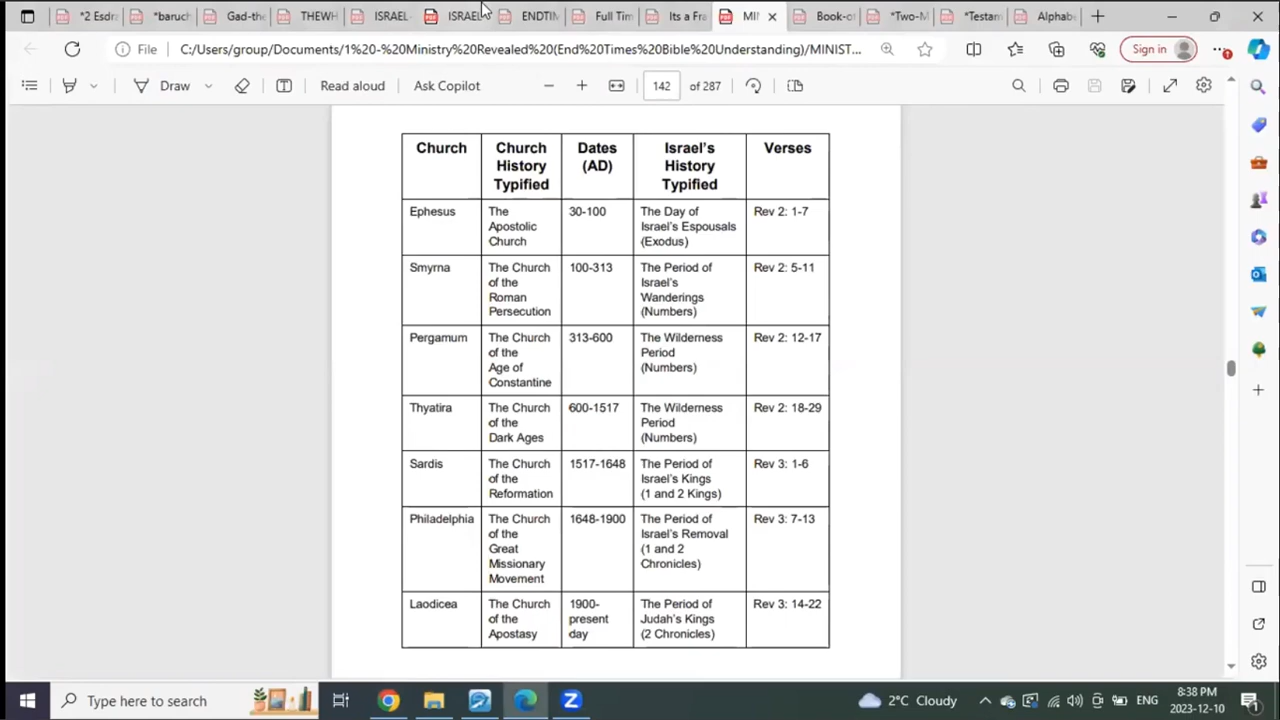 *2 Esdra
*baruch
Gad-the
THEWH
ISRAEL
ISRAEL
ENDTIM
Full Tim
Its a Fra
MIN
Book-of
*Two-M
*Testam
Alphabe
File
C:/Users/group/Documents/1%20-%20Ministry%20Revealed%20(End%20Times%20Bible%20Understanding)/MINIST...
Sign in
Draw
Read aloud
Ask Copilot
142
of 287
Church
Church
History
Typified
Dates
(AD)
Israel's
History
Typified
Verses
Ephesus
The
Apostolic
Church
30-100
The Day of
Israel's Espousals
(Exodus)
Rev 2: 1-7
Smyrna
The Church
of the
Roman
Persecution
100-313
The Period of
Israel's
Wanderings
(Numbers)
Rev 2: 5-11
Pergamum
The Church
of the
Age of
Constantine
313-600
The Wilderness
Period
(Numbers)
Rev 2: 12-17
Thyatira
The Church
of the
Dark Ages
600-1517
The Wilderness
Period
(Numbers)
Rev 2: 18-29
Sardis
The Church
of the
Reformation
1517-1648
The Period of
Israel's Kings
(1 and 2 Kings)
Rev 3: 1-6
Philadelphia
The Church
of the
Great
Missionary
Movement
1648-1900
The Period of
Israel's Removal
(1 and 2
Chronicles)
Rev 3: 7-13
Laodicea
The Church
of the
Apostasy
1900-
present
day
The Period of
Judah's Kings
(2 Chronicles)
Rev 3: 14-22
Type here to search
2°C Cloudy
ENG
8:38 PM
2023-12-10